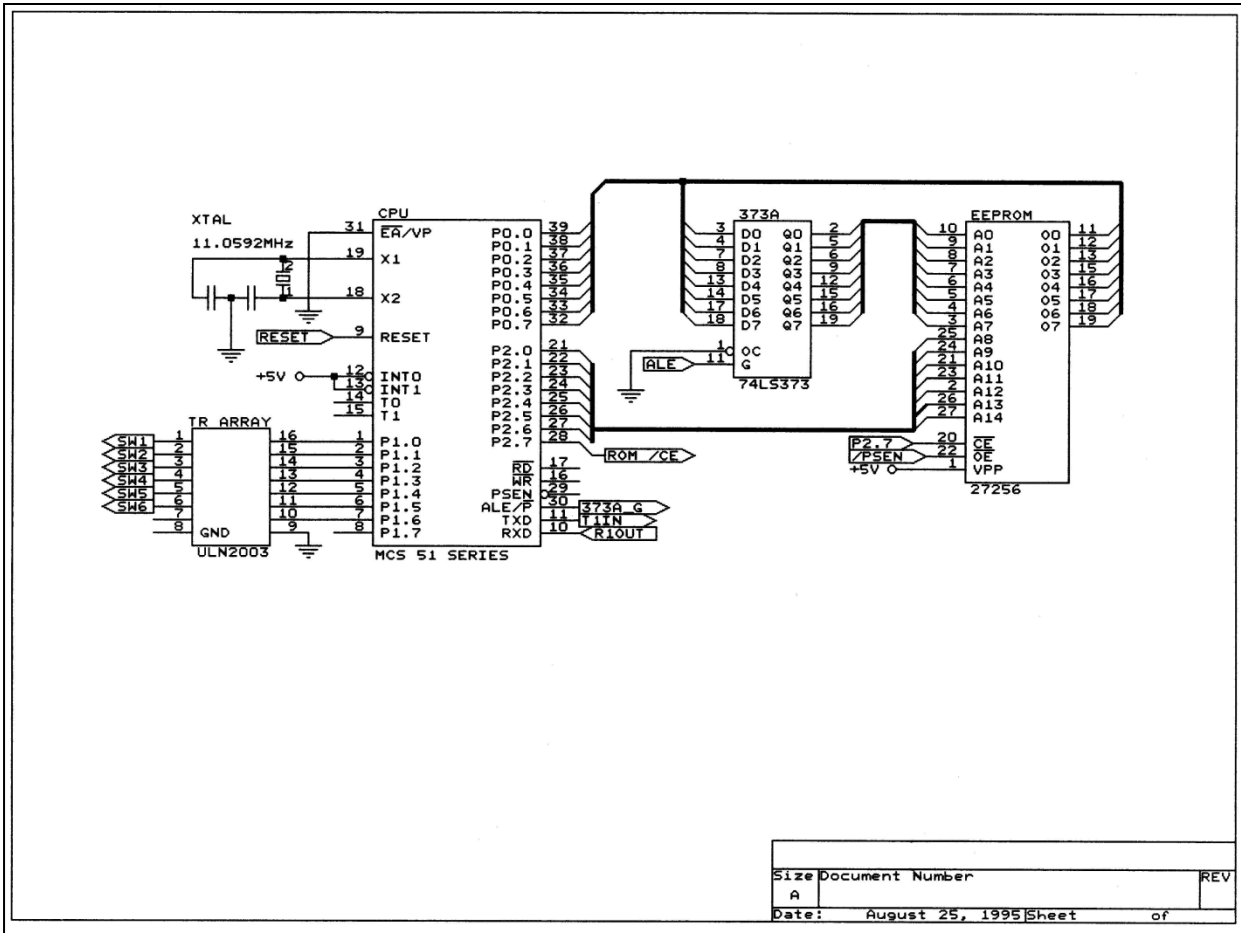 XTAL
11.0592MHz
CPU
31 EA/VP
19 X1
18 X2
2
1
RESET 9 RESET
+5V 12 INT0
13 INT1
14 T0
15 T1
TR ARRAY
SW1 1 16 1 P1.0
SW2 2 15 2 P1.1
SW3 3 14 3 P1.2
SW4 4 13 4 P1.3
SW5 5 12 5 P1.4
SW6 6 11 6 P1.5
7 10 7 P1.6
8 GND 9 8 P1.7
ULN2003
P0.0 39
P0.1 38
P0.2 37
P0.3 36
P0.4 35
P0.5 34
P0.6 33
P0.7 32
P2.0 21
P2.1 22
P2.2 23
P2.3 24
P2.4 25
P2.5 26
P2.6 27
P2.7 28
ROM /CE
RD 17
WR 16
PSEN 29
ALE/P 30 373A G
TXD 11 T1IN
RXD 10 R1OUT
MCS 51 SERIES
373A
3 D0 Q0 2
4 D1 Q1 5
7 D2 Q2 6
8 D3 Q3 9
13 D4 Q4 12
14 D5 Q5 15
17 D6 Q6 16
18 D7 Q7 19
1 OC
ALE 11 G
74LS373
EEPROM
10 A0 O0 11
9 A1 O1 12
8 A2 O2 13
7 A3 O3 15
6 A4 O4 16
5 A5 O5 17
4 A6 O6 18
3 A7 O7 19
25 A8
24 A9
21 A10
23 A11
2 A12
26 A13
27 A14
P2.7 20 CE
/PSEN 22 OE
+5V 1 VPP
27256
Size Document Number REV
A
Date: August 25, 1995 Sheet of